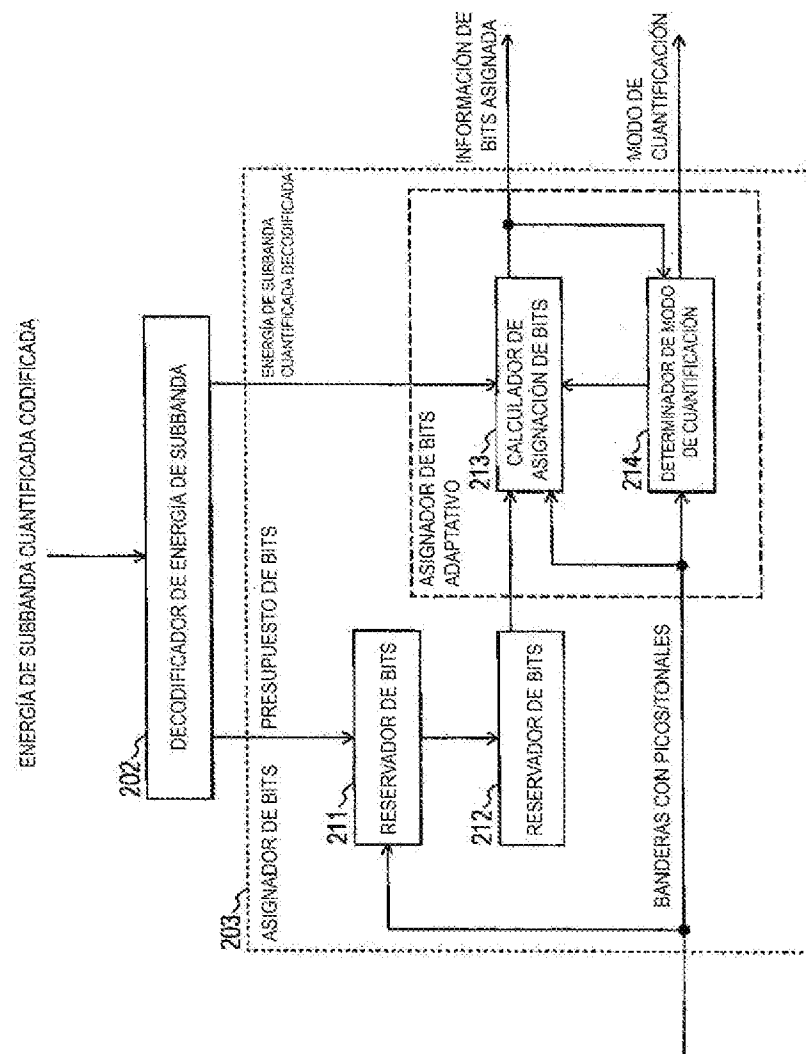 ENERGÍA DE SUBBANDA CUANTIFICADA CODIFICADA
202
DECODIFICADOR DE ENERGÍA DE SUBBANDA
203
ASIGNADOR DE BITS
PRESUPUESTO DE BITS
ENERGÍA DE SUBBANDA
CUANTIFICADA DECODIFICADA
211
RESERVADOR DE BITS
212
RESERVADOR DE BITS
ASIGNADOR DE BITS
ADAPTATIVO
213
CALCULADOR DE
ASIGNACIÓN DE BITS
214
DETERMINADOR DE MODO
DE CUANTIFICACIÓN
BANDERAS CON PICOS/TONALES
INFORMACIÓN DE
BITS ASIGNADA
MODO DE
CUANTIFICACIÓN